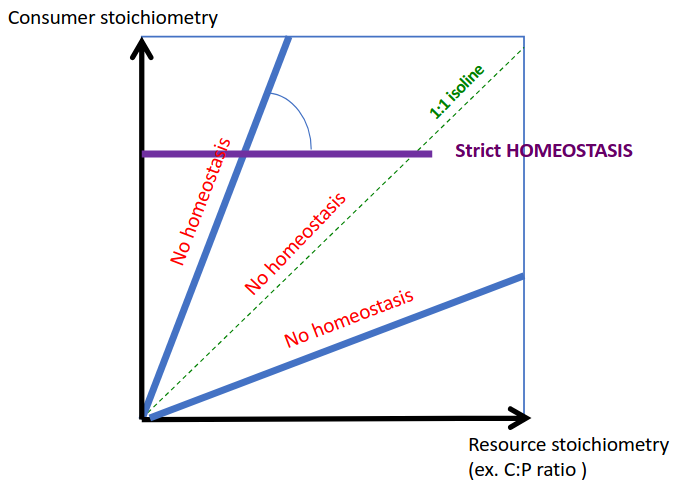 Consumer stoichiometry
1:1 isoline
Strict HOMEOSTASIS
No homeostasis
No homeostasis
No homeostasis
Resource stoichiometry
(ex. C:P ratio )